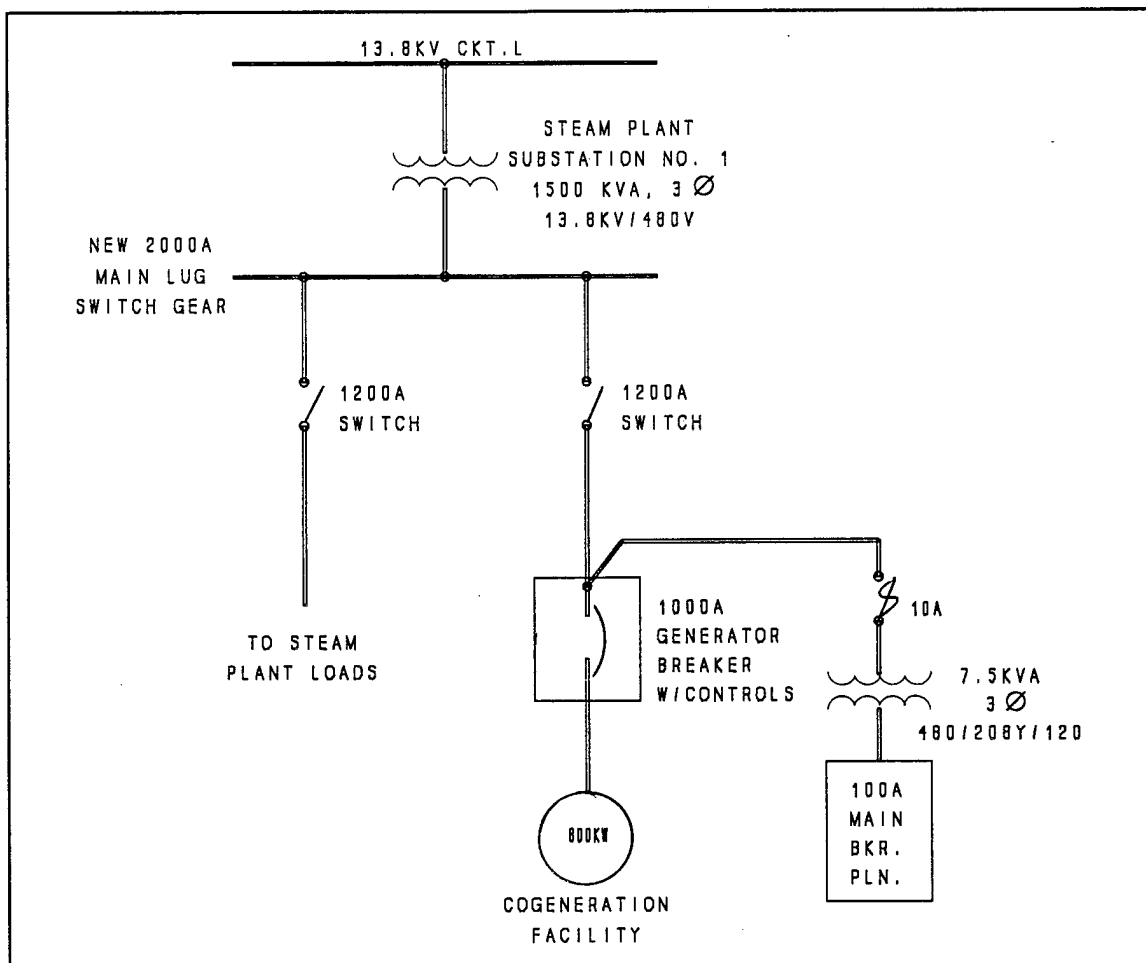 13.8KV CKT.L
STEAM PLANT
SUBSTATION NO. 1
1500 KVA, 3 Ø
13.8KV/480V
NEW 2000A
MAIN LUG
SWITCH GEAR
1200A
SWITCH
1200A
SWITCH
TO STEAM
PLANT LOADS
1000A
GENERATOR
BREAKER
W/CONTROLS
10A
7.5KVA
3 Ø
480/208Y/120
100A
MAIN
BKR.
PLN.
800KW
COGENERATION
FACILITY